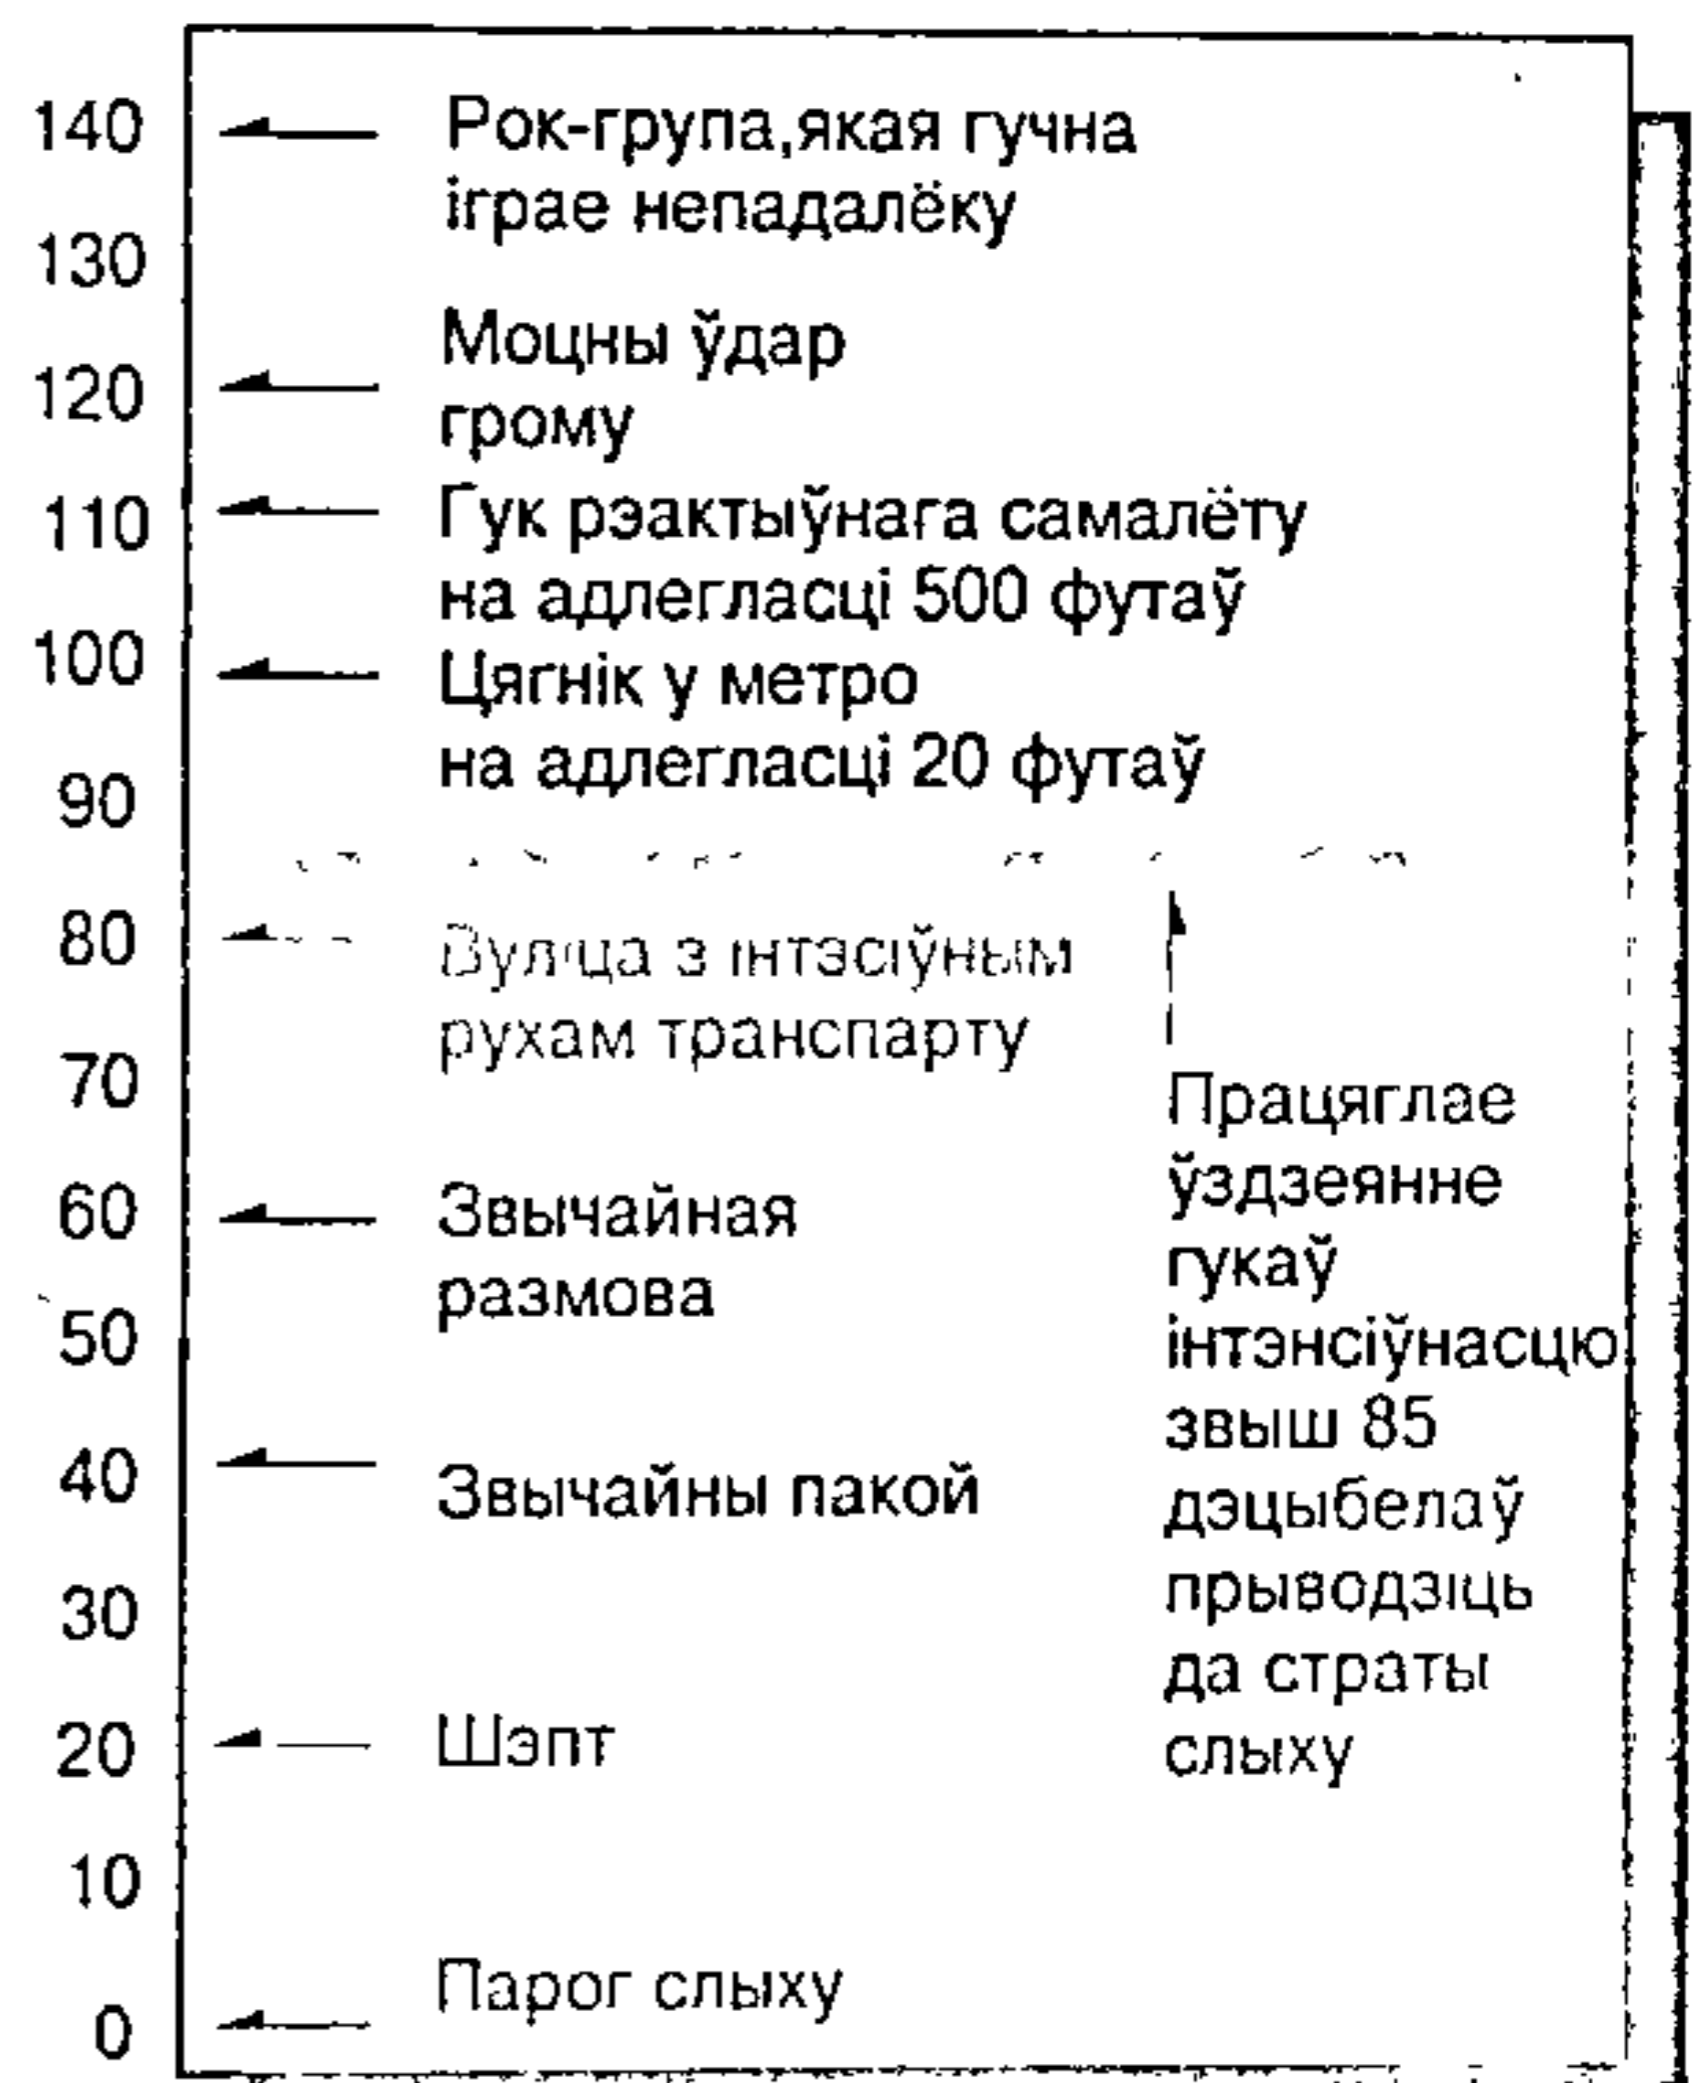 140
Рок-група,якая гучна
іграе непадалёку
130
120
Моцны ўдар
грому
110
Гук рэактыўнага самалёту
на адлегласці 500 футаў
100
Цягнік у метро
на адлегласці 20 футаў
90
80
Вуліца з інтэсіўным
рухам транспарту
70
60
Звычайная
размова
50
40
Звычайны пакой
30
20
Шэпт
10
0
Парог слыху
Працяглае
ўздзеянне
гукаў
інтэнсіўнасцю
звыш 85
дэцыбелаў
прыводзіць
да страты
слыху